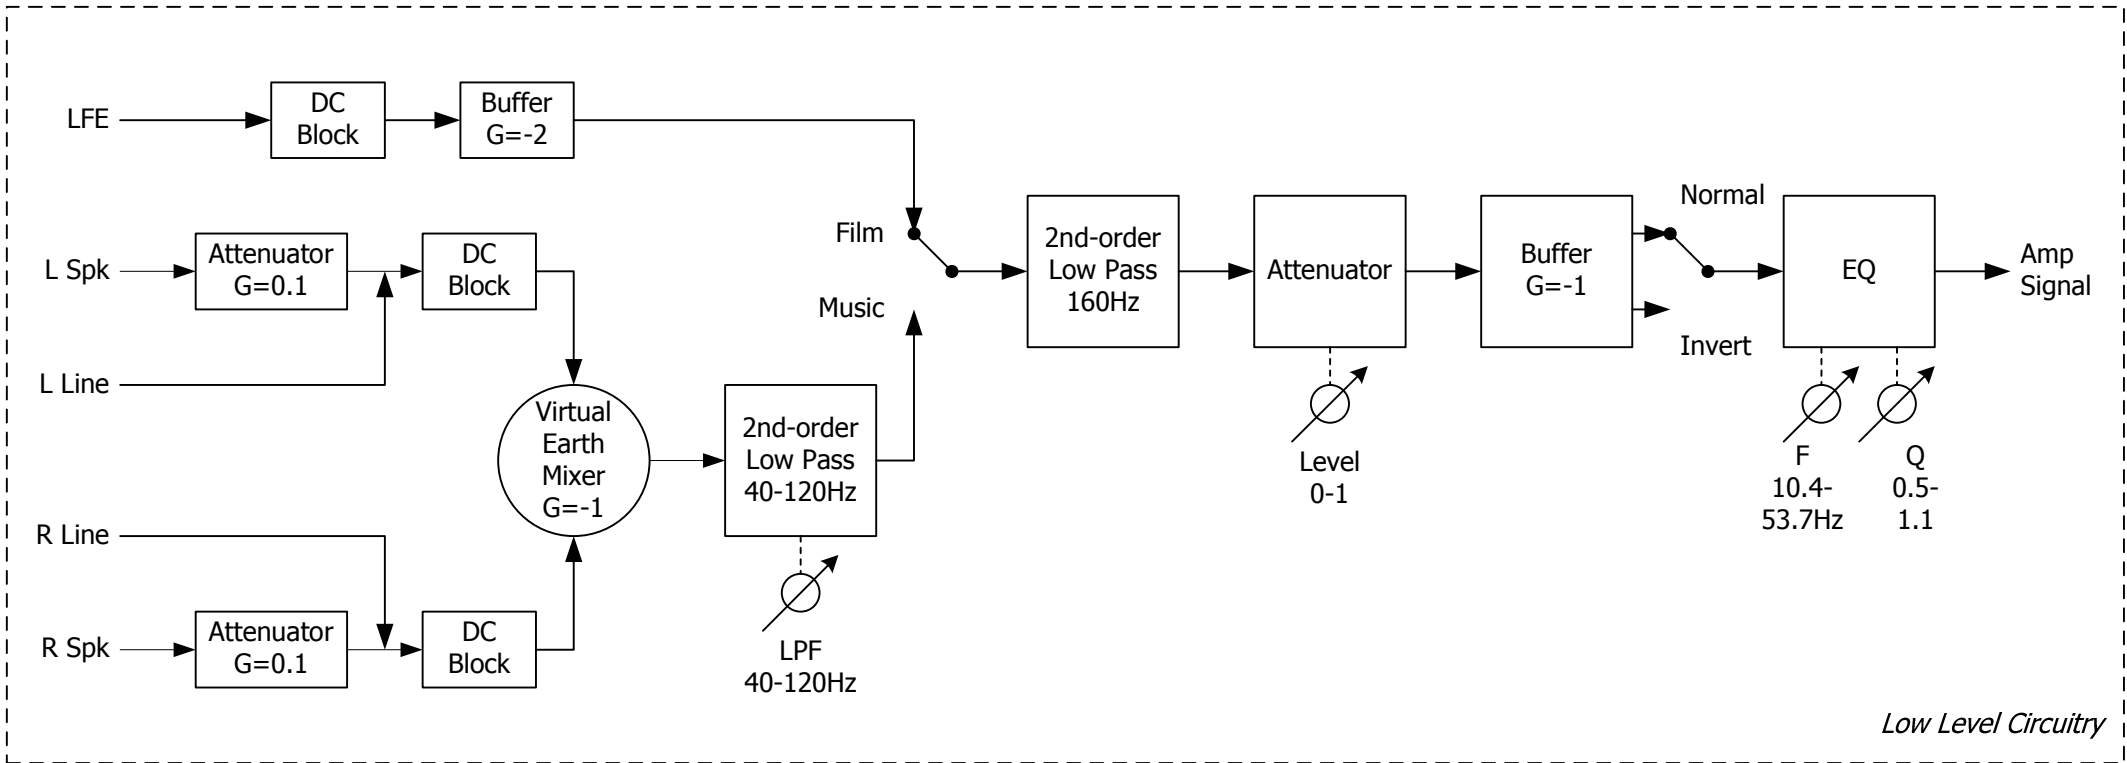 LFE
DC
Block
Buffer
G=-2
L Spk
Attenuator
G=0.1
DC
Block
L Line
Virtual
Earth
Mixer
G=-1
R Line
R Spk
Attenuator
G=0.1
DC
Block
2nd-order
Low Pass
40-120Hz
LPF
40-120Hz
Film
Music
2nd-order
Low Pass
160Hz
Attenuator
Level
0-1
Buffer
G=-1
Normal
Invert
EQ
F
10.4-
53.7Hz
Q
0.5-
1.1
Amp
Signal
Low Level Circuitry